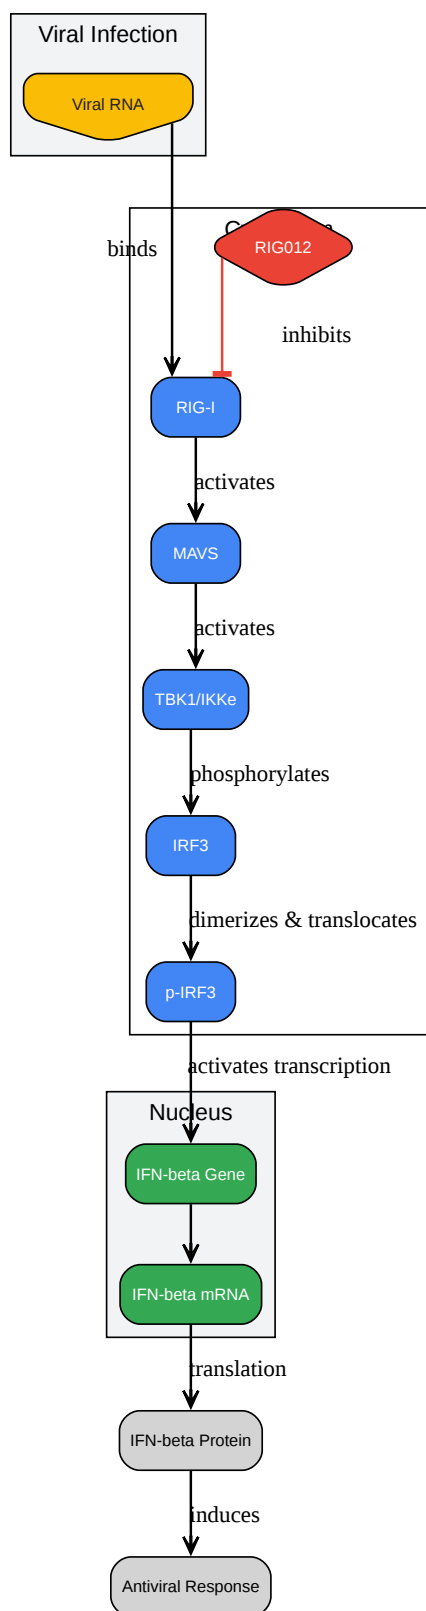 Viral Infection
Viral RNA
RIG012
binds
inhibits
RIG-I
activates
MAVS
activates
TBK1/IKKe
phosphorylates
IRF3
dimerizes & translocates
p-IRF3
activates transcription
Nucleus
IFN-beta Gene
IFN-beta mRNA
translation
IFN-beta Protein
induces
Antiviral Response